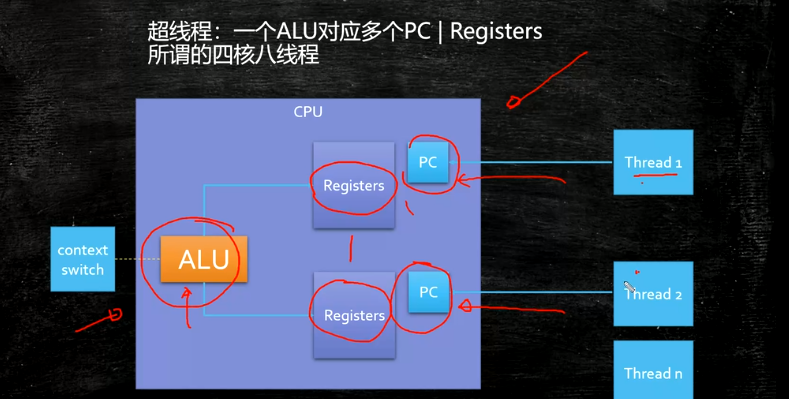 超线程：一个ALU对应多个PC | Registers
所谓的四核八线程
CPU
Registers
PC
Thread 1
context
switch
ALU
Registers
PC
Thread 2
Thread n